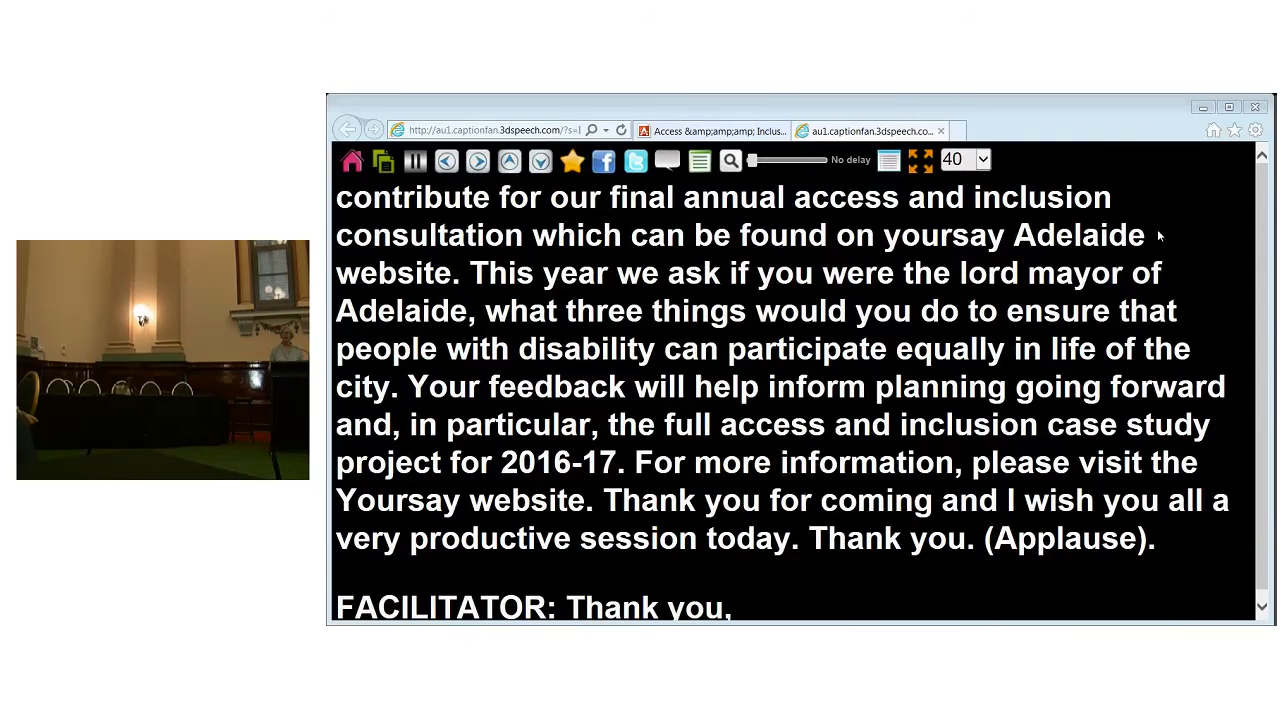 http://au1.captionfan.3dspeech.com/?s=I
Access &amp;amp;amp; Inclus...
au1.captionfan.3dspeech.co...
No delay
40
contribute for our final annual access and inclusion
consultation which can be found on yoursay Adelaide
website. This year we ask if you were the lord mayor of
Adelaide, what three things would you do to ensure that
people with disability can participate equally in life of the
city. Your feedback will help inform planning going forward
and, in particular, the full access and inclusion case study
project for 2016-17. For more information, please visit the
Yoursay website. Thank you for coming and I wish you all a
very productive session today. Thank you. (Applause).
FACILITATOR: Thank you,